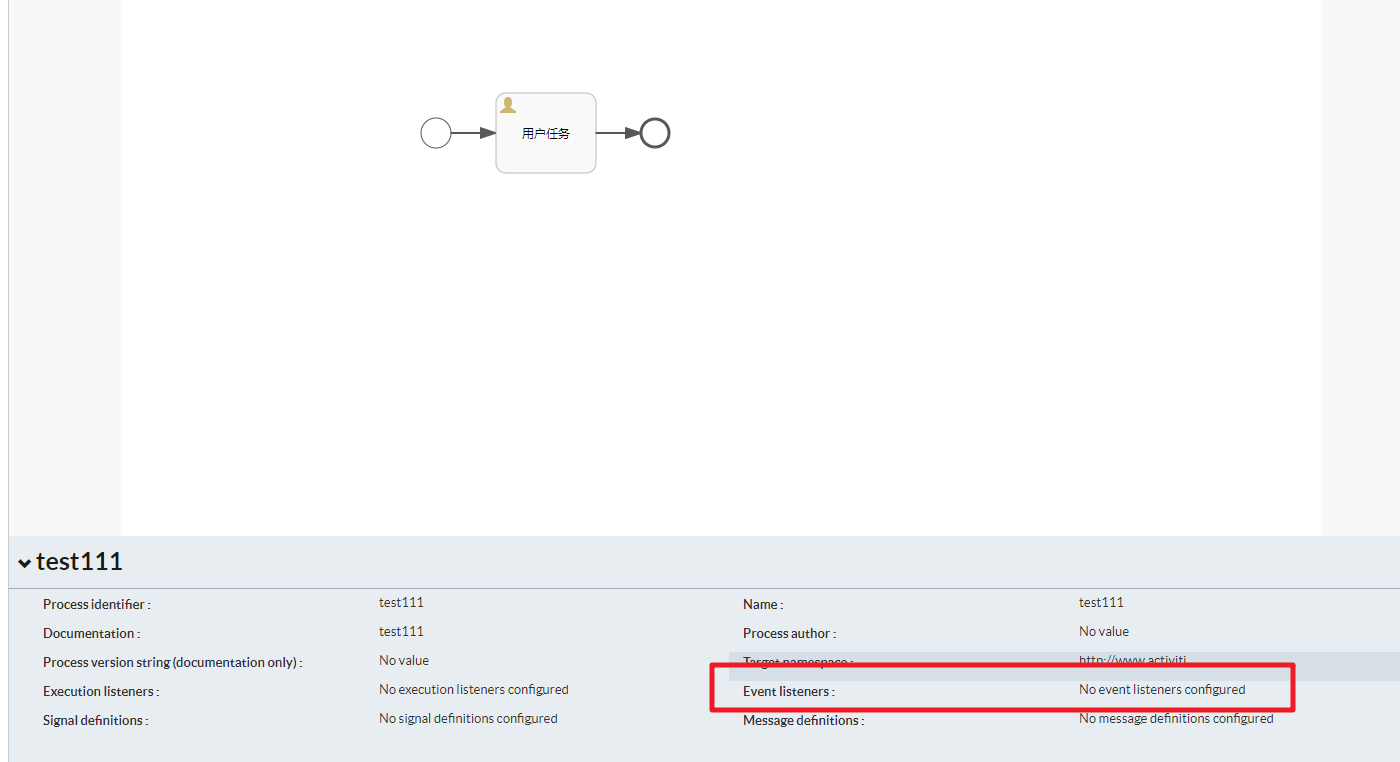 用户任务
test111
Process identifier : test111 Name : test111
Documentation : test111 Process author : No value
Process version string (documentation only) : No value Target namespace : http://www.activiti
Execution listeners : No execution listeners configured Event listeners : No event listeners configured
Signal definitions : No signal definitions configured Message definitions : No message definitions configured